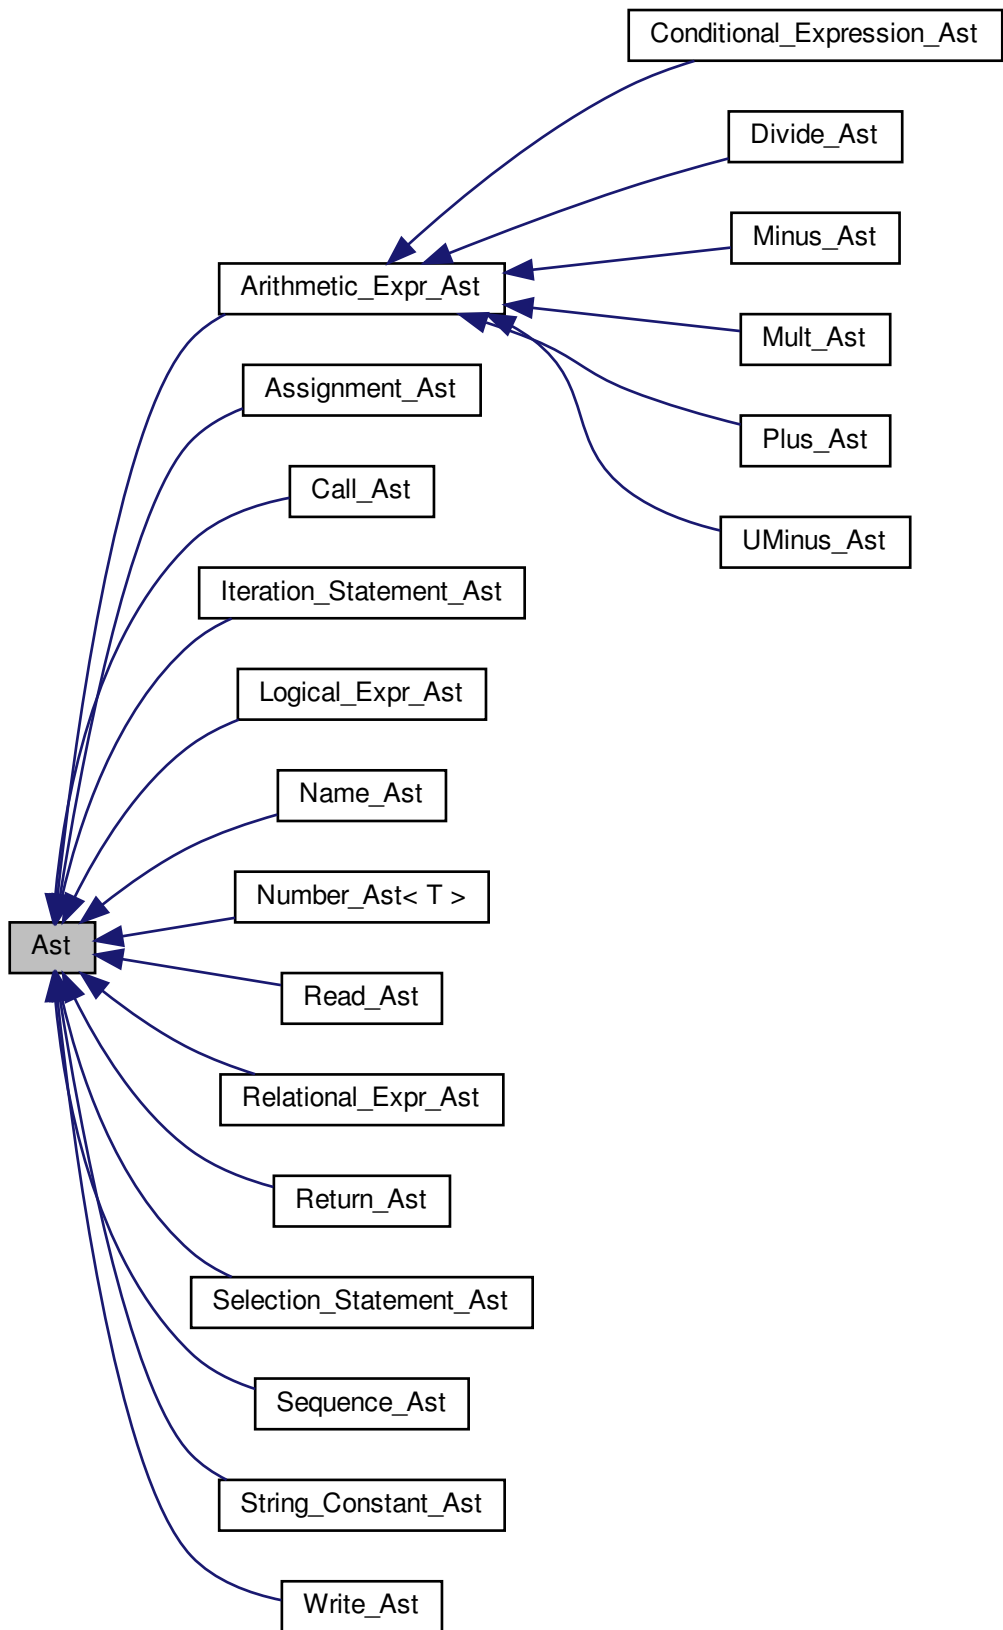 Conditional_Expression_Ast
Divide_Ast
Minus_Ast
Arithmetic_Expr_Ast
Mult_Ast
Assignment_Ast
Plus_Ast
Call_Ast
UMinus_Ast
Iteration_Statement_Ast
Logical_Expr_Ast
Name_Ast
Number_Ast< T >
Ast
Read_Ast
Relational_Expr_Ast
Return_Ast
Selection_Statement_Ast
Sequence_Ast
String_Constant_Ast
Write_Ast